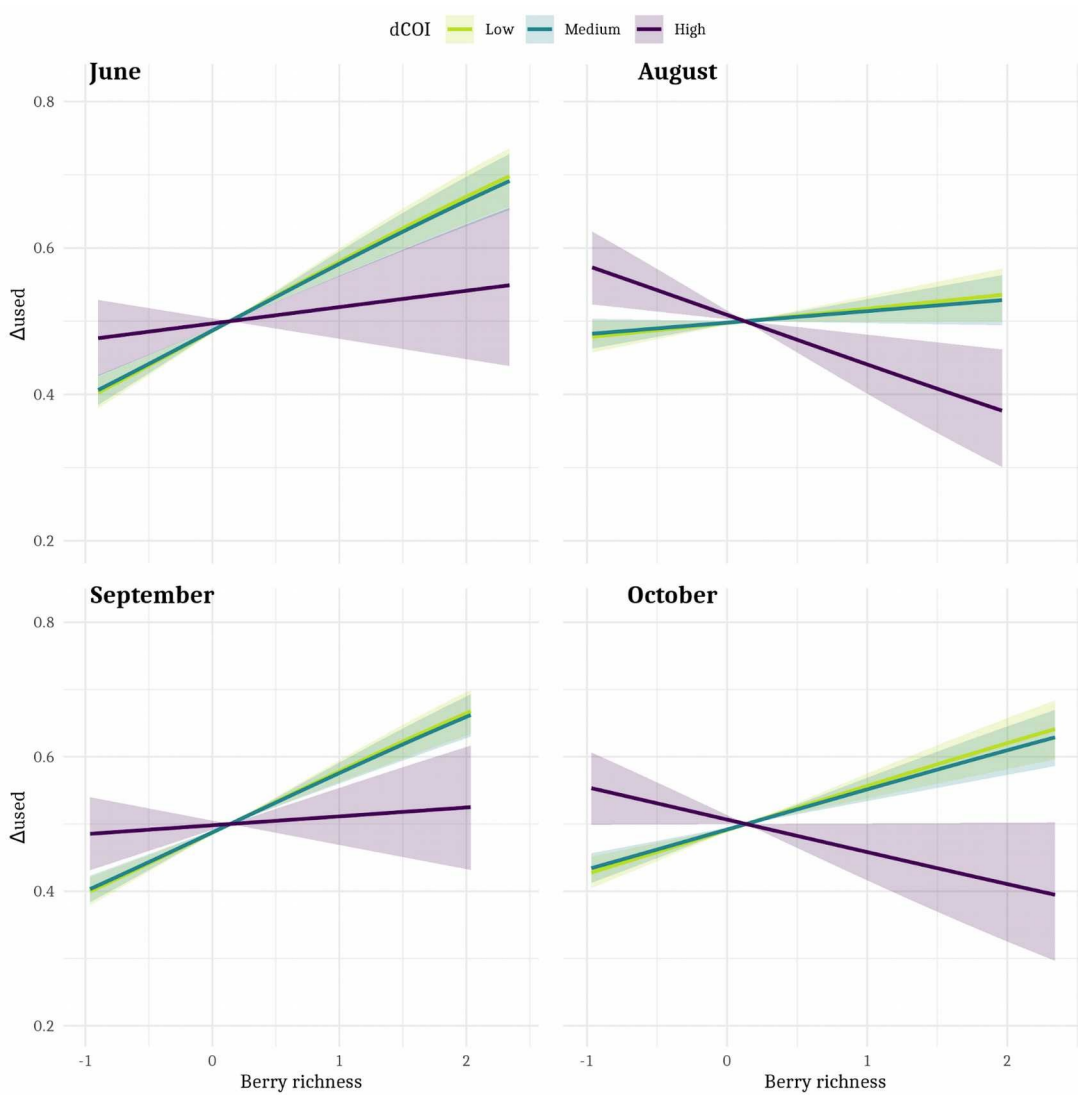 dCOI Low Medium High
June August
0.8
0.6
Δused
0.4
0.2
September October
0.8
0.6
Δused
0.4
0.2
-1 0 1 2 -1 0 1 2
Berry richness Berry richness